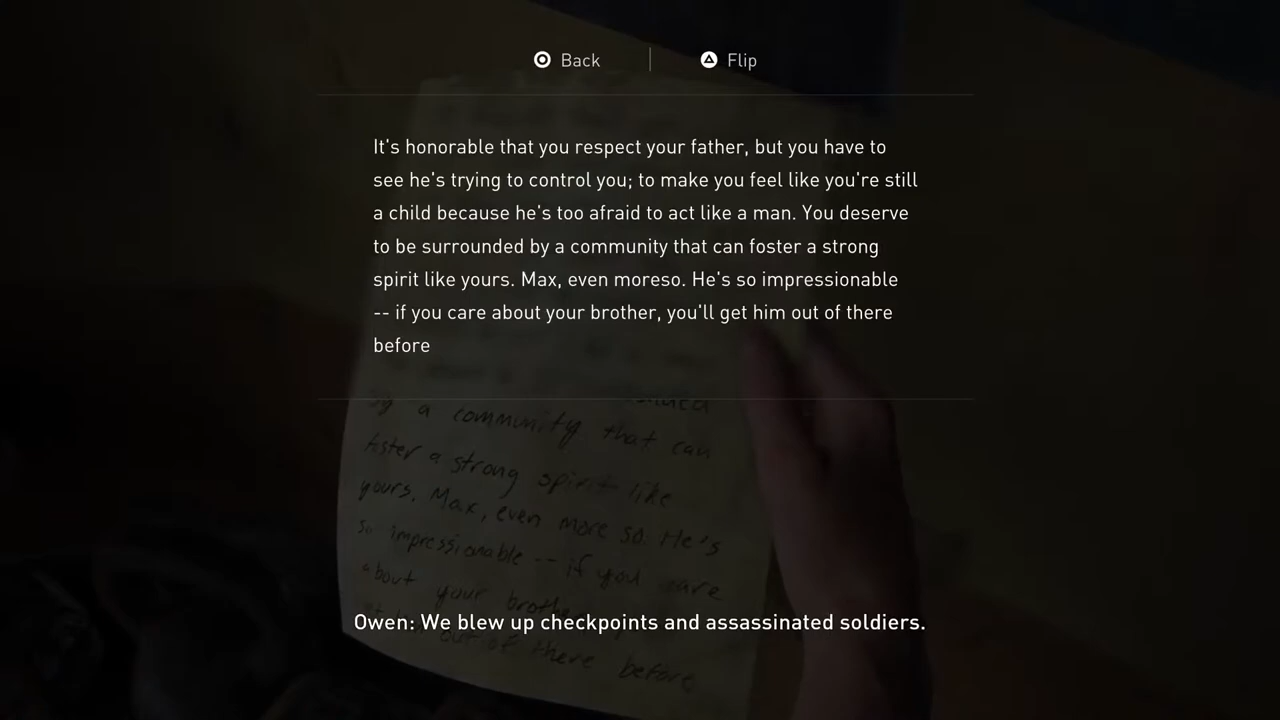 Back
Flip
It's honorable that you respect your father, but you have to
see he's trying to control you; to make you feel like you're still
a child because he's too afraid to act like a man. You deserve
to be surrounded by a community that can foster a strong
spirit like yours. Max, even moreso. He's so impressionable
-- if you care about your brother, you'll get him out of there
before
by a community that can
foster a strong spirit like
yours. Max, even more so. He's
so impressionable -- if you care
about your brother
Owen: We blew up checkpoints and assassinated soldiers.
out of there before